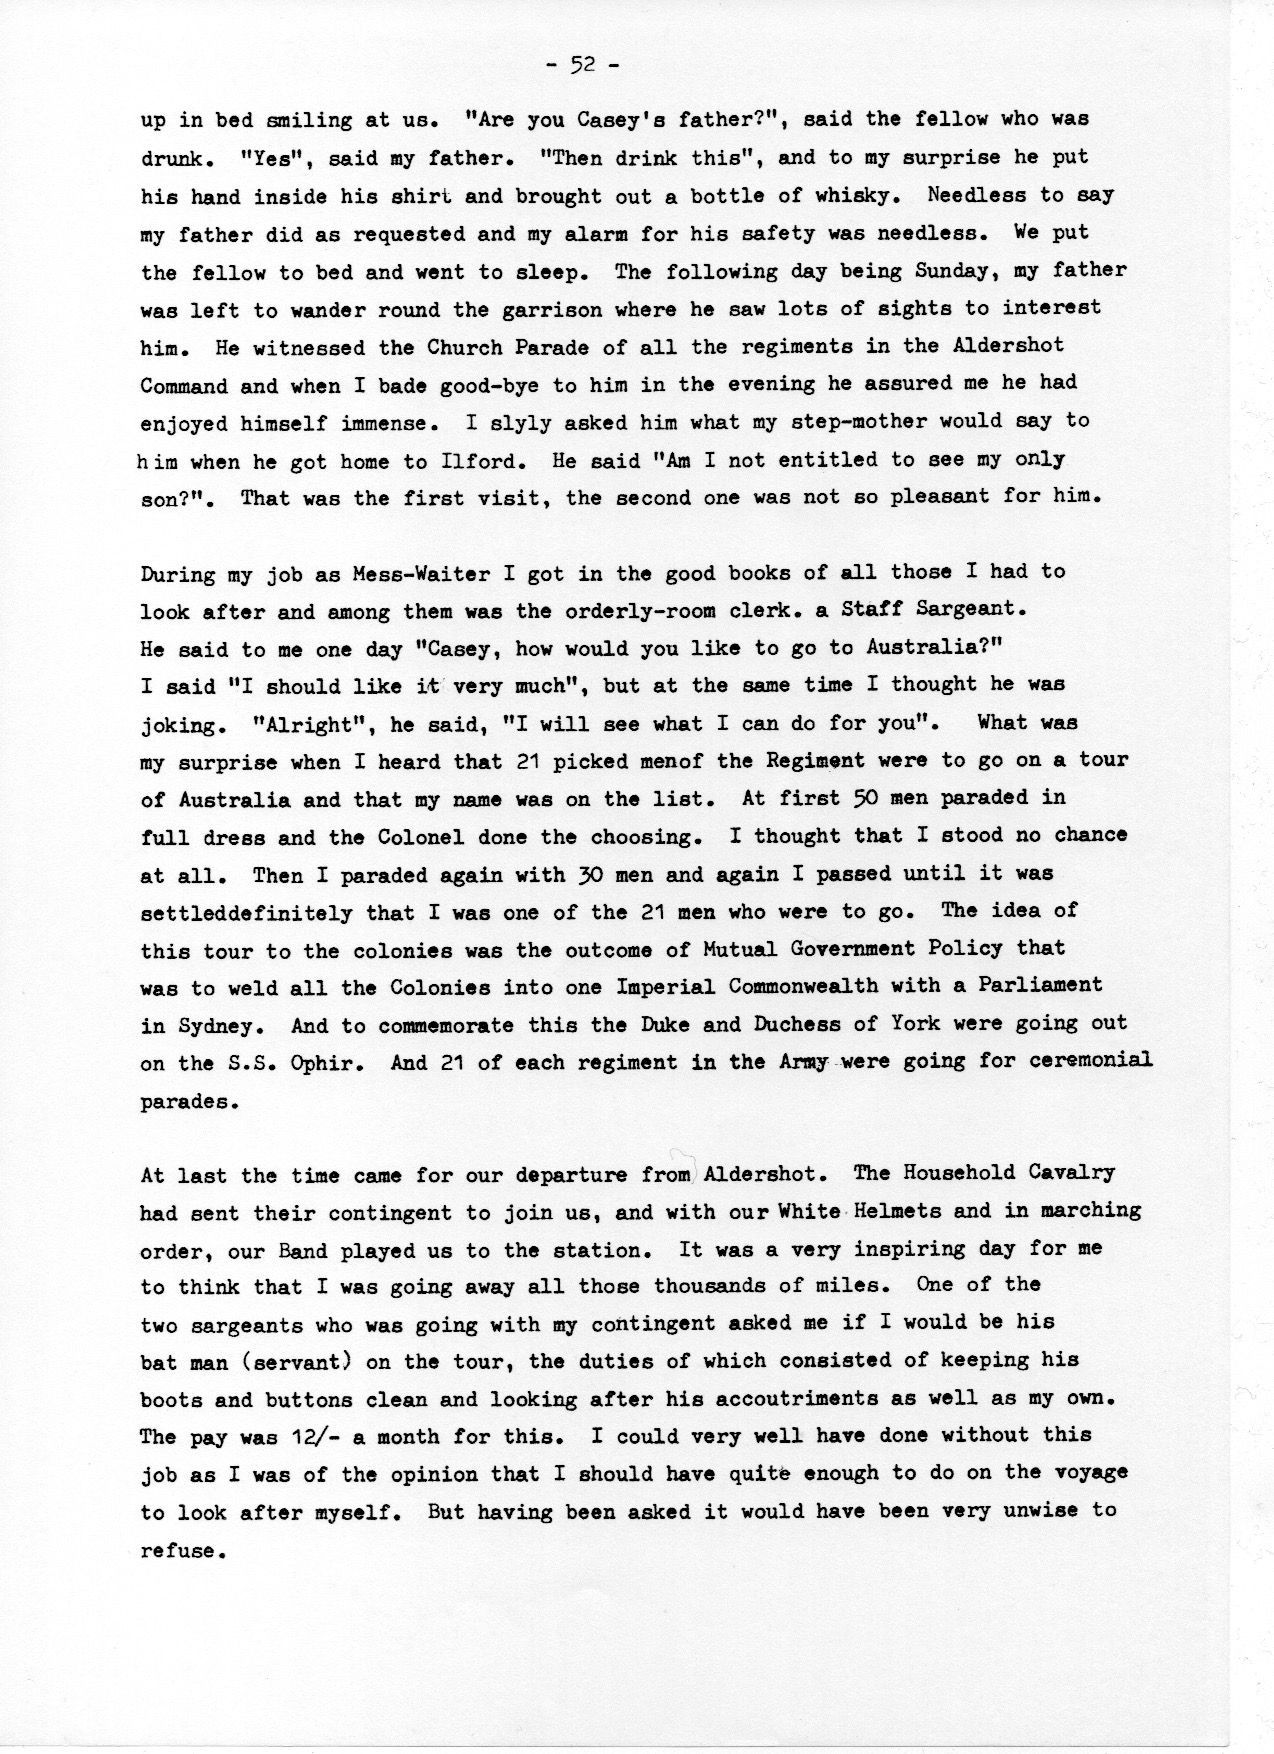 - 52 -
up in bed smiling at us. "Are you Casey's father?", said the fellow who was
drunk. "Yes", said my father. "Then drink this", and to my surprise he put
his hand inside his shirt and brought out a bottle of whisky. Needless to say
my father did as requested and my alarm for his safety was needless. We put
the fellow to bed and went to sleep. The following day being Sunday, my father
was left to wander round the garrison where he saw lots of sights to interest
him. He witnessed the Church Parade of all the regiments in the Aldershot
Command and when I bade good-bye to him in the evening he assured me he had
enjoyed himself immense. I slyly asked him what my step-mother would say to
him when he got home to Ilford. He said "Am I not entitled to see my only
son?". That was the first visit, the second one was not so pleasant for him.

During my job as Mess-Waiter I got in the good books of all those I had to
look after and among them was the orderly-room clerk. a Staff Sargeant.
He said to me one day "Casey, how would you like to go to Australia?"
I said "I should like it very much", but at the same time I thought he was
joking. "Alright", he said, "I will see what I can do for you". What was
my surprise when I heard that 21 picked menof the Regiment were to go on a tour
of Australia and that my name was on the list. At first 50 men paraded in
full dress and the Colonel done the choosing. I thought that I stood no chance
at all. Then I paraded again with 30 men and again I passed until it was
settleddefinitely that I was one of the 21 men who were to go. The idea of
this tour to the colonies was the outcome of Mutual Government Policy that
was to weld all the Colonies into one Imperial Commonwealth with a Parliament
in Sydney. And to commemorate this the Duke and Duchess of York were going out
on the S.S. Ophir. And 21 of each regiment in the Army were going for ceremonial
parades.

At last the time came for our departure from Aldershot. The Household Cavalry
had sent their contingent to join us, and with our White Helmets and in marching
order, our Band played us to the station. It was a very inspiring day for me
to think that I was going away all those thousands of miles. One of the
two sargeants who was going with my contingent asked me if I would be his
bat man (servant) on the tour, the duties of which consisted of keeping his
boots and buttons clean and looking after his accoutriments as well as my own.
The pay was 12/- a month for this. I could very well have done without this
job as I was of the opinion that I should have quite enough to do on the voyage
to look after myself. But having been asked it would have been very unwise to
refuse.